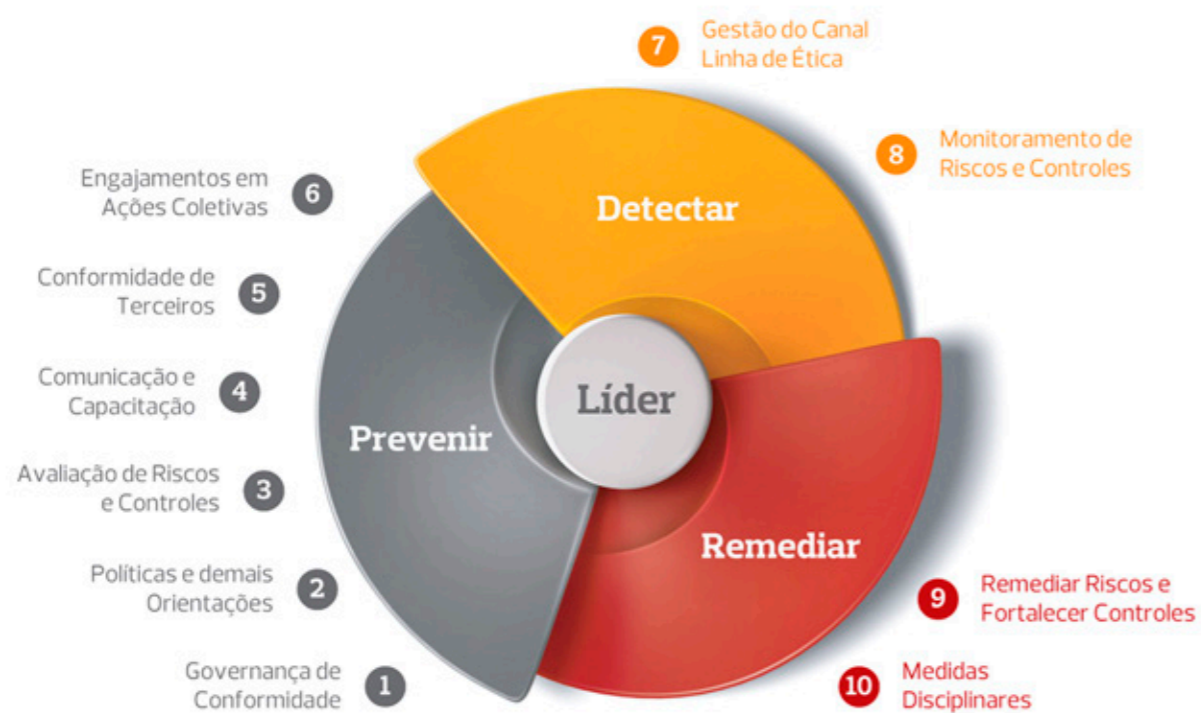 7
Gestão do Canal
Linha de Ética
8
Monitoramento de
Riscos e Controles
Engajamentos em
Ações Coletivas
6
Detectar
Conformidade de
Terceiros
5
Comunicação e
Capacitação
4
Líder
Prevenir
Avaliação de Riscos
e Controles
3
Remediar
Políticas e demais
Orientações
2
9
Remediar Riscos e
Fortalecer Controles
Governança de
Conformidade
1
10
Medidas
Disciplinares